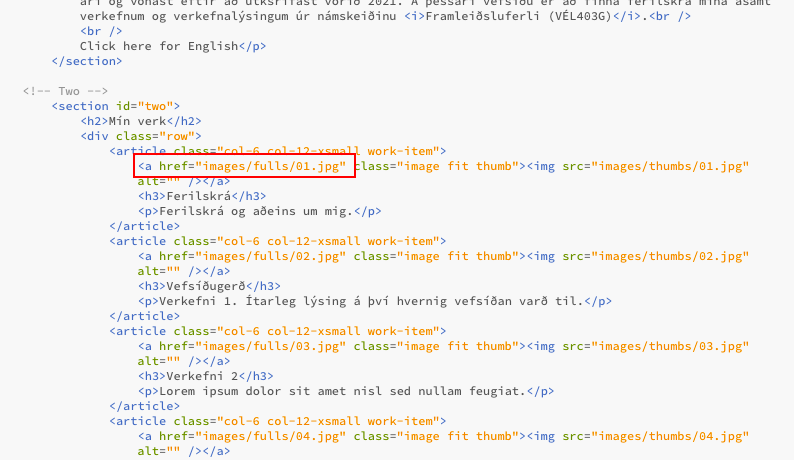 ári og vonast eftir að útskrifast vorið 2021. Á þessari vefsíðu er að finna ferilskrá mína ásamt
verkefnum og verkefnalýsingum úr námskeiðinu <i>Framleiðsluferli (VÉL403G)</i>.<br />
<br />
Click here for English</p>
</section>
<!-- Two -->
<section id="two">
<h2>Mín verk</h2>
<div class="row">
<article class="col-6 col-12-xsmall work-item">
<a href="images/fulls/01.jpg" class="image fit thumb"><img src="images/thumbs/01.jpg"
alt="" /></a>
<h3>Ferilskrá</h3>
<p>Ferilskrá og aðeins um mig.</p>
</article>
<article class="col-6 col-12-xsmall work-item">
<a href="images/fulls/02.jpg" class="image fit thumb"><img src="images/thumbs/02.jpg"
alt="" /></a>
<h3>Vefsíðugerð</h3>
<p>Verkefni 1. Ítarleg lýsing á því hvernig vefsíðan varð til.</p>
</article>
<article class="col-6 col-12-xsmall work-item">
<a href="images/fulls/03.jpg" class="image fit thumb"><img src="images/thumbs/03.jpg"
alt="" /></a>
<h3>Verkefni 2</h3>
<p>Lorem ipsum dolor sit amet nisl sed nullam feugiat.</p>
</article>
<article class="col-6 col-12-xsmall work-item">
<a href="images/fulls/04.jpg" class="image fit thumb"><img src="images/thumbs/04.jpg"
alt="" /></a>